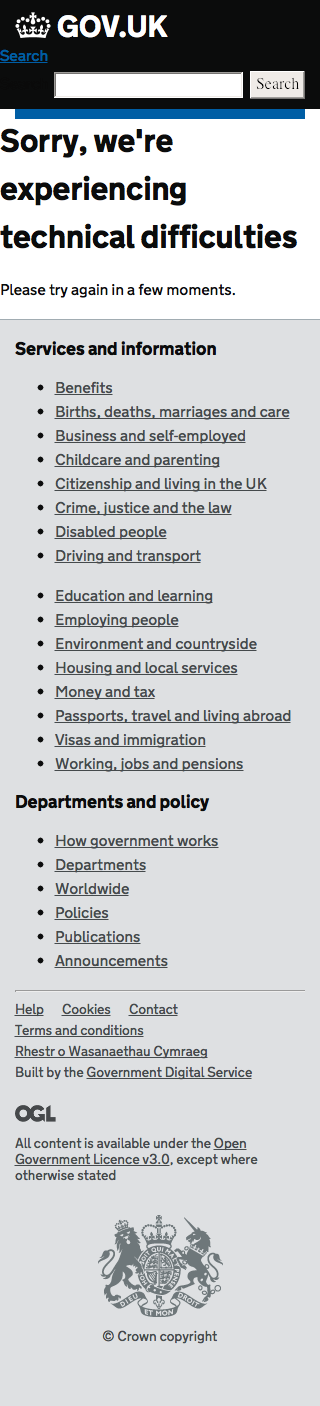 GOV.UK
Search
Search
Sorry, we're
experiencing
technical difficulties
Please try again in a few moments.
Services and information
Benefits
Births, deaths, marriages and care
Business and self-employed
Childcare and parenting
Citizenship and living in the UK
Crime, justice and the law
Disabled people
Driving and transport
Education and learning
Employing people
Environment and countryside
Housing and local services
Money and tax
Passports, travel and living abroad
Visas and immigration
Working, jobs and pensions
Departments and policy
How government works
Departments
Worldwide
Policies
Publications
Announcements
Help Cookies Contact
Terms and conditions
Rhestr o Wasanaethau Cymraeg
Built by the Government Digital Service
OGL
All content is available under the Open
Government Licence v3.0, except where
otherwise stated
DIEU ET MON DROIT
© Crown copyright